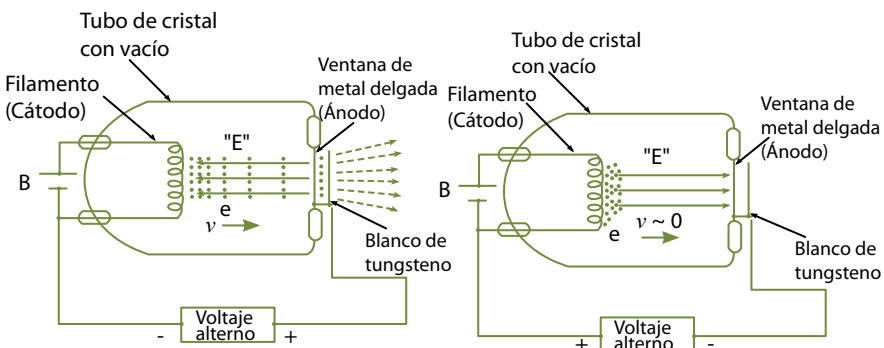 Tubo de cristal
con vacío
Filamento
(Cátodo)
Ventana de
metal delgada
(Ánodo)
"E"
B
e
v
Blanco de
tungsteno
Voltaje
alterno
-
+
Tubo de cristal
con vacío
Filamento
(Cátodo)
Ventana de
metal delgada
(Ánodo)
"E"
B
e
v ~ 0
Blanco de
tungsteno
Voltaje
alterno
+
-